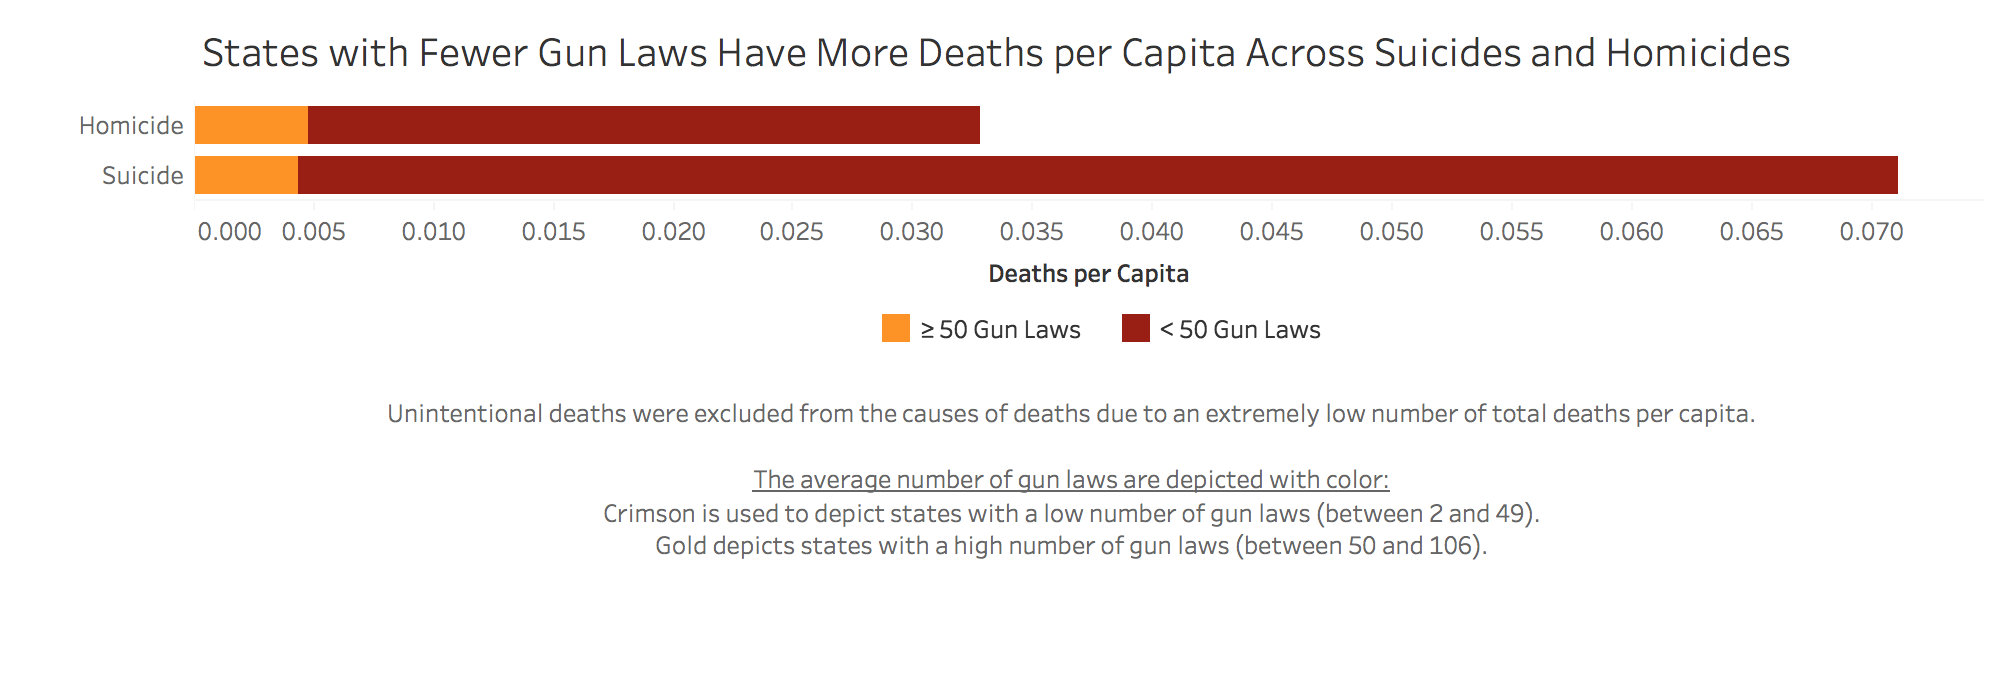 States with Fewer Gun Laws Have More Deaths per Capita Across Suicides and Homicides
Homicide
Suicide
0.000 0.005 0.010 0.015 0.020 0.025 0.030 0.035 0.040 0.045 0.050 0.055 0.060 0.065 0.070
Deaths per Capita
≥ 50 Gun Laws < 50 Gun Laws
Unintentional deaths were excluded from the causes of deaths due to an extremely low number of total deaths per capita.
The average number of gun laws are depicted with color:
Crimson is used to depict states with a low number of gun laws (between 2 and 49).
Gold depicts states with a high number of gun laws (between 50 and 106).